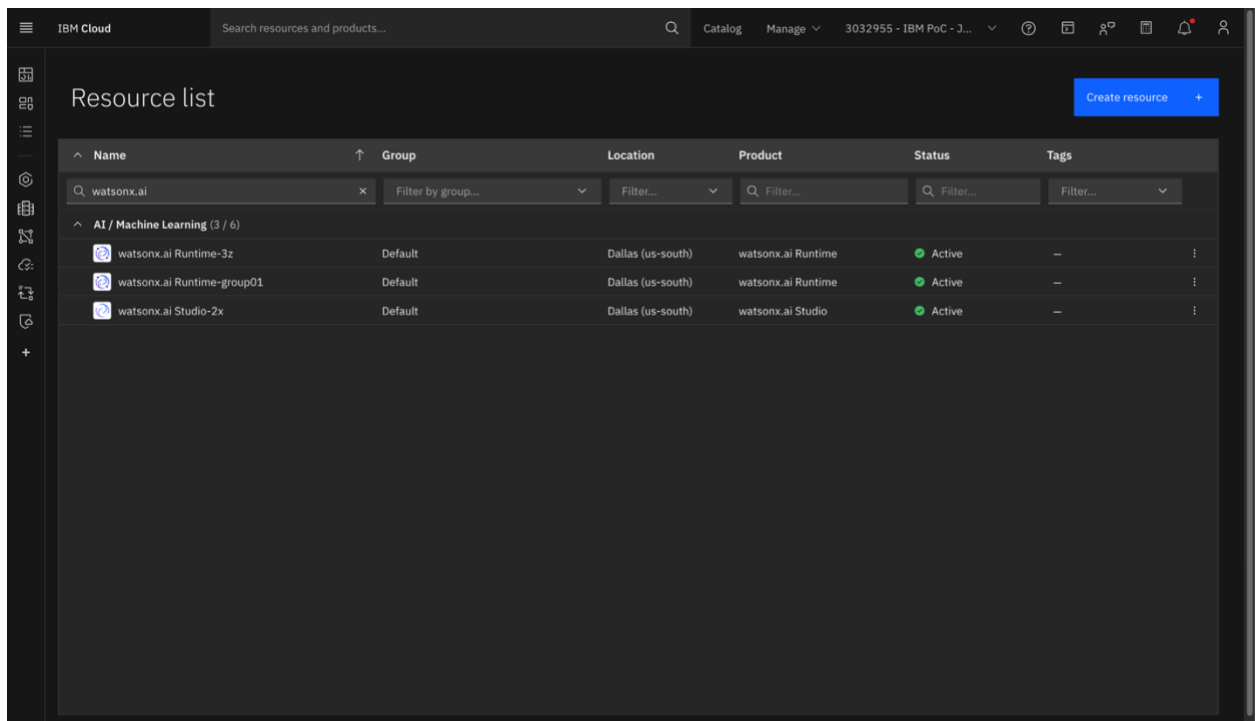 IBM Cloud Search resources and products... Catalog Manage 3032955 - IBM PoC - J...
Resource list
Create resource +
Name Group Location Product Status Tags
watsonx.ai Filter by group... Filter... Filter... Filter... Filter...
AI / Machine Learning (3 / 6)
watsonx.ai Runtime-3z Default Dallas (us-south) watsonx.ai Runtime Active –
watsonx.ai Runtime-group01 Default Dallas (us-south) watsonx.ai Runtime Active –
watsonx.ai Studio-2x Default Dallas (us-south) watsonx.ai Studio Active –